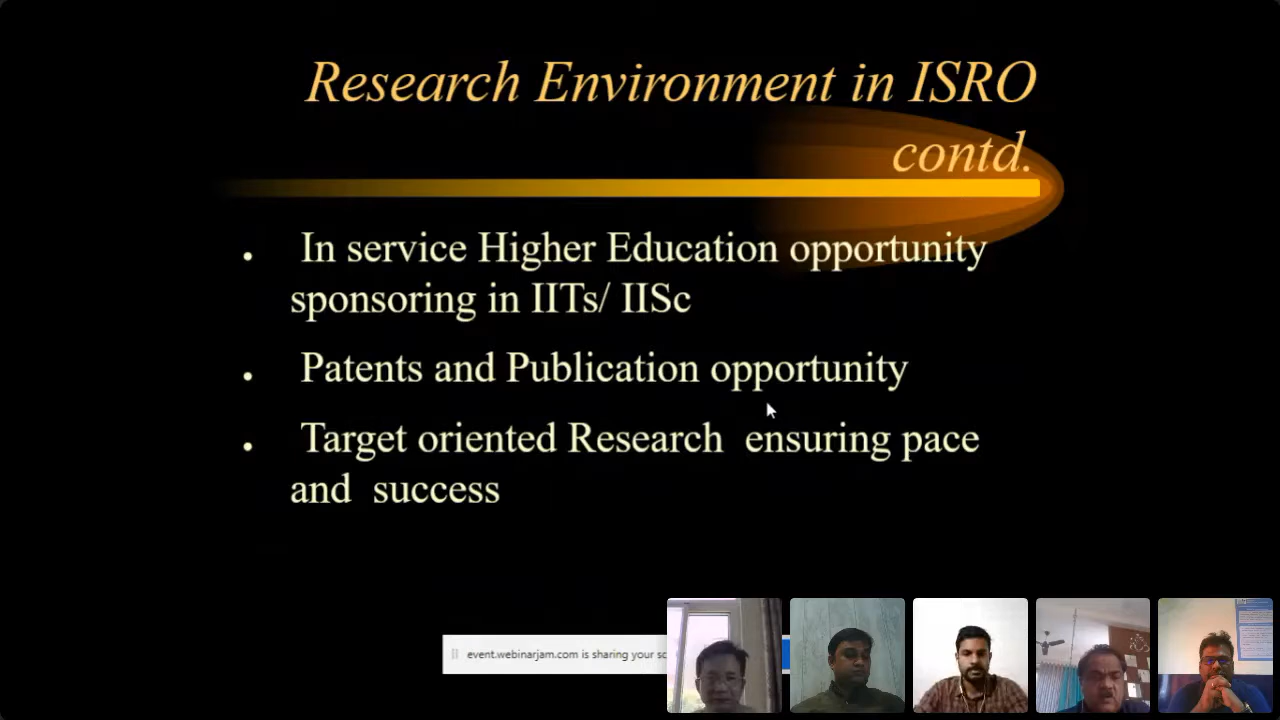 Research Environment in ISRO
contd.
• In service Higher Education opportunity
sponsoring in IITs/ IISc
• Patents and Publication opportunity
• Target oriented Research ensuring pace
and success
event.webinarjam.com is sharing your sc